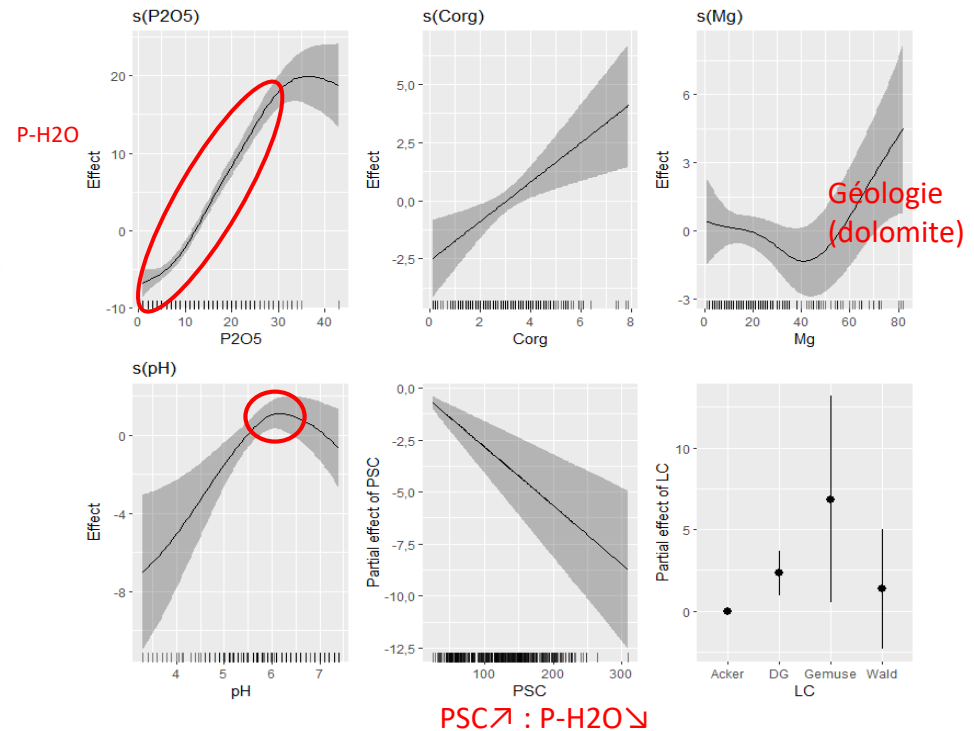 s(P2O5)
s(Corg)
s(Mg)
P-H2O
Effect
20
10
0
-10
0
10
20
30
40
P2O5
Effect
5,0
2,5
0,0
-2,5
0
2
4
6
8
Corg
Effect
6
3
0
-3
0
20
40
60
80
Mg
Géologie
(dolomite)
s(pH)
Effect
0
-4
-8
4
5
6
7
pH
Partial effect of PSC
0,0
-2,5
-5,0
-7,5
-10,0
-12,5
100
200
300
PSC
Partial effect of LC
10
5
0
Acker
DG
Gemuse
Wald
LC
PSC↗ : P-H2O↘